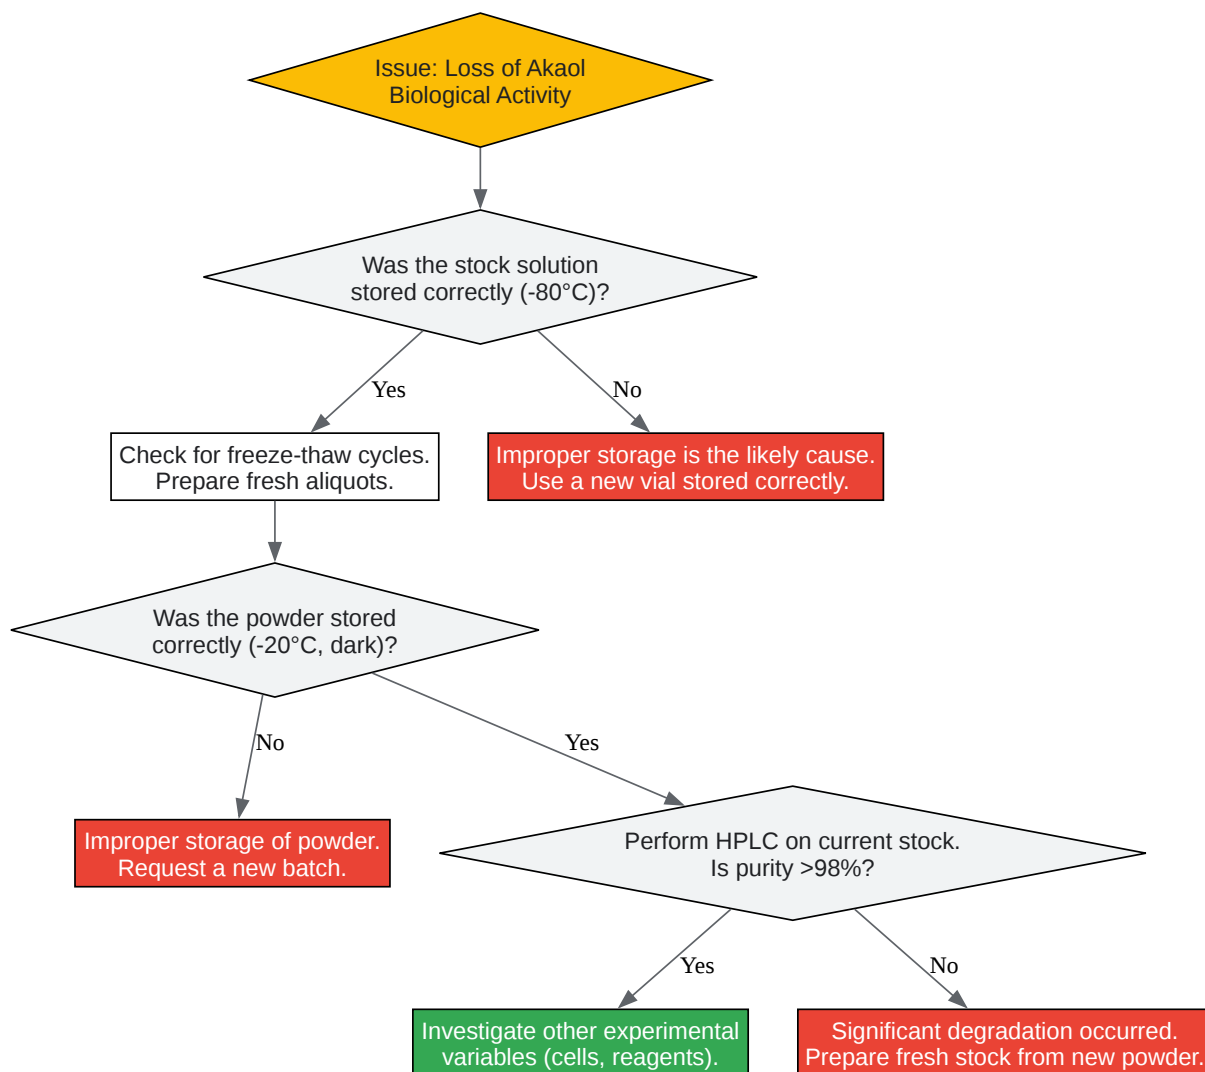 Issue: Loss of Akaol
Biological Activity
Was the stock solution
stored correctly (-80°C)?
Yes
No
Check for freeze-thaw cycles.
Prepare fresh aliquots.
Improper storage is the likely cause.
Use a new vial stored correctly.
Was the powder stored
correctly (-20°C, dark)?
No
Yes
Improper storage of powder.
Request a new batch.
Perform HPLC on current stock.
Is purity >98%?
Yes
No
Investigate other experimental
variables (cells, reagents).
Significant degradation occurred.
Prepare fresh stock from new powder.